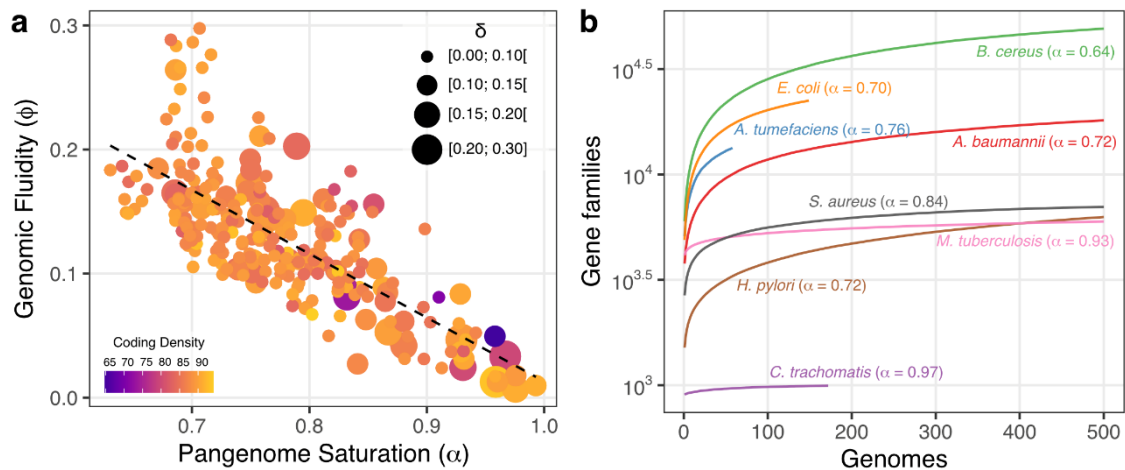 a
0.3
0.2
0.1
0.0
Genomic Fluidity (ϕ)
δ
[0.00; 0.10[
[0.10; 0.15[
[0.15; 0.20[
[0.20; 0.30]
Coding Density
65 70 75 80 85 90
0.7 0.8 0.9 1.0
Pangenome Saturation (α)
b
10^4.5
10^4
10^3.5
10^3
Gene families
B. cereus (α = 0.64)
E. coli (α = 0.70)
A. tumefaciens (α = 0.76)
A. baumannii (α = 0.72)
S. aureus (α = 0.84)
M. tuberculosis (α = 0.93)
H. pylori (α = 0.72)
C. trachomatis (α = 0.97)
0 100 200 300 400 500
Genomes